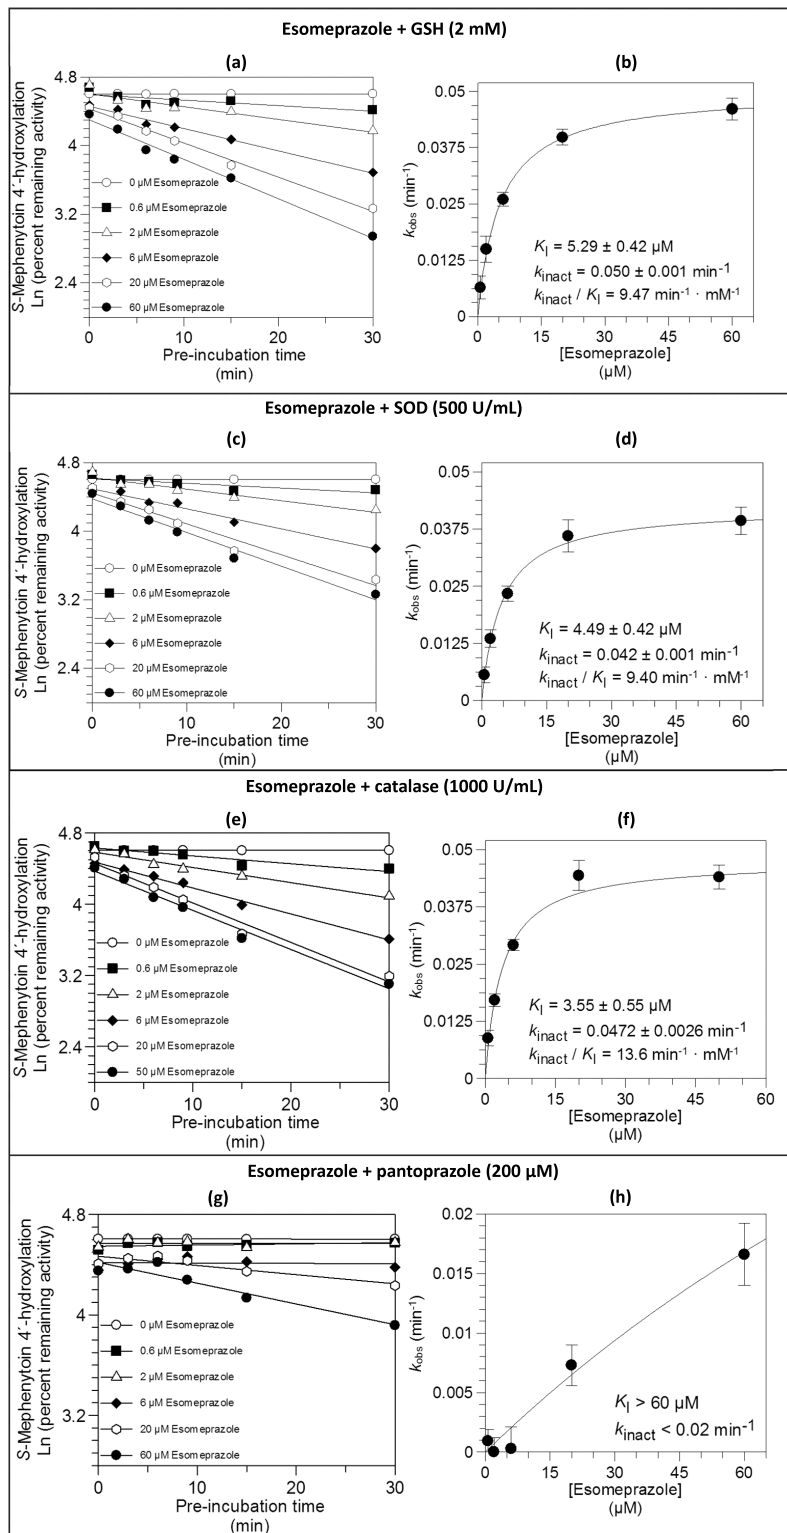 Esomeprazole + GSH (2 mM)
(a)
4.8
4
3.2
2.4
S-Mephenytoin 4´-hydroxylation
Ln (percent remaining activity)
0 µM Esomeprazole
0.6 µM Esomeprazole
2 µM Esomeprazole
6 µM Esomeprazole
20 µM Esomeprazole
60 µM Esomeprazole
0 10 20 30
Pre-incubation time
(min)
(b)
0.05
0.0375
0.025
0.0125
0
kobs (min-1)
KI = 5.29 ± 0.42 µM
kinact = 0.050 ± 0.001 min-1
kinact / KI = 9.47 min-1 · mM-1
0 15 30 45 60
[Esomeprazole]
(µM)
Esomeprazole + SOD (500 U/mL)
(c)
4.8
4
3.2
2.4
S-Mephenytoin 4´-hydroxylation
Ln (percent remaining activity)
0 µM Esomeprazole
0.6 µM Esomeprazole
2 µM Esomeprazole
6 µM Esomeprazole
20 µM Esomeprazole
60 µM Esomeprazole
0 10 20 30
Pre-incubation time
(min)
(d)
0.05
0.0375
0.025
0.0125
0
kobs (min-1)
KI = 4.49 ± 0.42 µM
kinact = 0.042 ± 0.001 min-1
kinact / KI = 9.40 min-1 · mM-1
0 15 30 45 60
[Esomeprazole]
(µM)
Esomeprazole + catalase (1000 U/mL)
(e)
4.8
4
3.2
2.4
S-Mephenytoin 4´-hydroxylation
Ln (percent remaining activity)
0 µM Esomeprazole
0.6 µM Esomeprazole
2 µM Esomeprazole
6 µM Esomeprazole
20 µM Esomeprazole
50 µM Esomeprazole
0 10 20 30
Pre-incubation time
(min)
(f)
0.05
0.0375
0.025
0.0125
0
kobs (min-1)
KI = 3.55 ± 0.55 µM
kinact = 0.0472 ± 0.0026 min-1
kinact / KI = 13.6 min-1 · mM-1
0 15 30 45 60
[Esomeprazole]
(µM)
Esomeprazole + pantoprazole (200 µM)
(g)
4.8
4
3.2
S-Mephenytoin 4´-hydroxylation
Ln (percent remaining activity)
0 µM Esomeprazole
0.6 µM Esomeprazole
2 µM Esomeprazole
6 µM Esomeprazole
20 µM Esomeprazole
60 µM Esomeprazole
0 10 20 30
Pre-incubation time
(min)
(h)
0.02
0.015
0.01
0.005
0
kobs (min-1)
KI > 60 µM
kinact < 0.02 min-1
0 15 30 45 60
[Esomeprazole]
(µM)